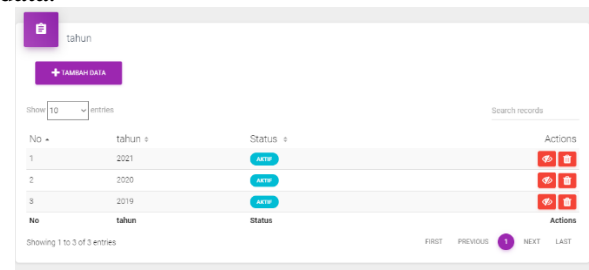 tahun
TAMBAH DATA
Show 10 entries
Search records
No tahun Status Actions
1 2021 AKTIF
2 2020 AKTIF
3 2019 AKTIF
No tahun Status Actions
Showing 1 to 3 of 3 entries
FIRST PREVIOUS 1 NEXT LAST